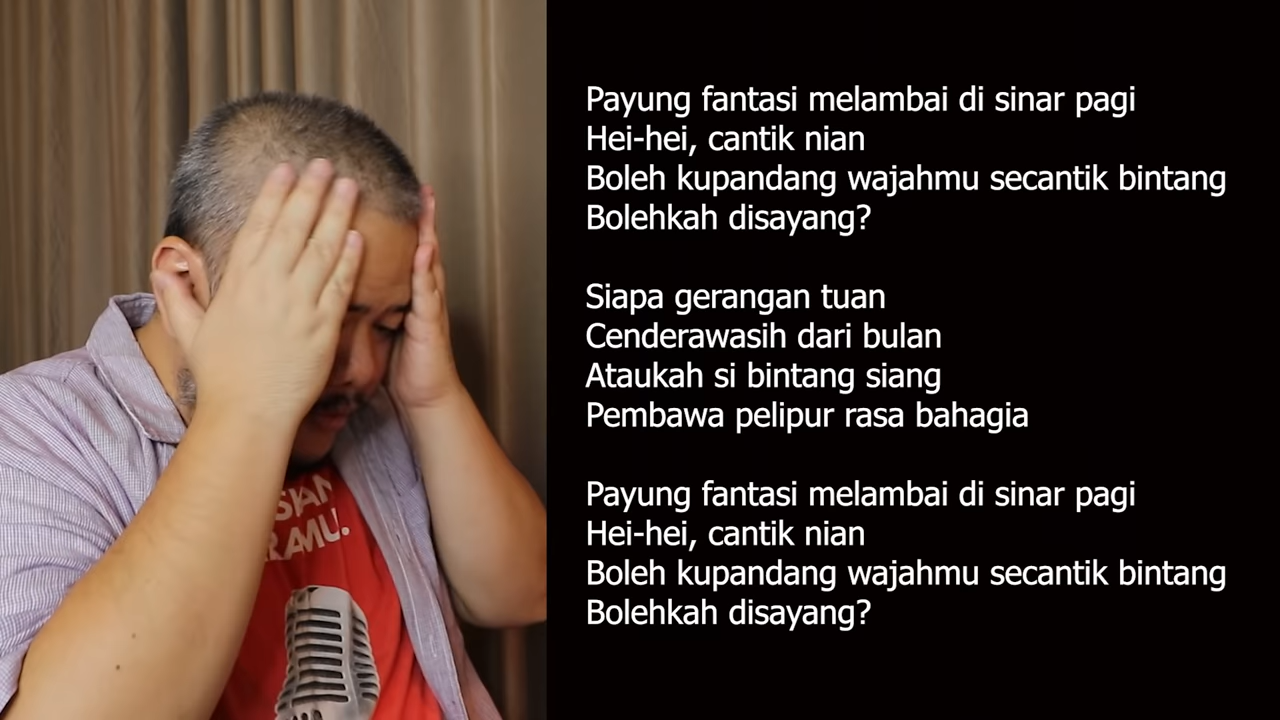 Payung fantasi melambai di sinar pagi
Hei-hei, cantik nian
Boleh kupandang wajahmu secantik bintang
Bolehkah disayang?
Siapa gerangan tuan
Cenderawasih dari bulan
Ataukah si bintang siang
Pembawa pelipur rasa bahagia
Payung fantasi melambai di sinar pagi
Hei-hei, cantik nian
Boleh kupandang wajahmu secantik bintang
Bolehkah disayang?